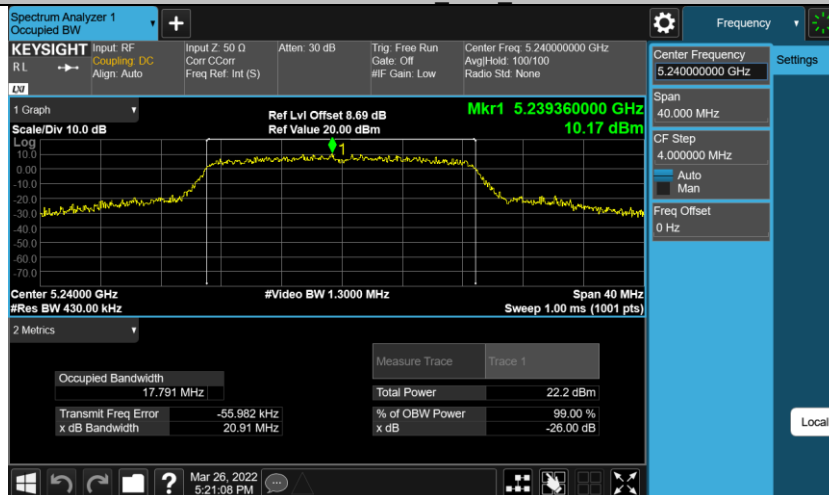 Spectrum Analyzer 1
Occupied BW
Frequency
KEYSIGHT
RL
LXI
Input: RF
Coupling: DC
Align: Auto
Input Z: 50 Ω
Corr CCorr
Freq Ref: Int (S)
Atten: 30 dB
Trig: Free Run
Gate: Off
#IF Gain: Low
Center Freq: 5.240000000 GHz
Avg|Hold: 100/100
Radio Std: None
Center Frequency
5.240000000 GHz
Settings
Span
40.000 MHz
CF Step
4.000000 MHz
Auto
Man
Freq Offset
0 Hz
1 Graph
Scale/Div 10.0 dB
Ref Lvl Offset 8.69 dB
Ref Value 20.00 dBm
Mkr1 5.239360000 GHz
10.17 dBm
Log
1
10.0
0.00
-10.0
-20.0
-30.0
-40.0
-50.0
-60.0
-70.0
Center 5.24000 GHz
#Video BW 1.3000 MHz
Span 40 MHz
#Res BW 430.00 kHz
Sweep 1.00 ms (1001 pts)
2 Metrics
Measure Trace Trace 1
Occupied Bandwidth
17.791 MHz
Total Power 22.2 dBm
Transmit Freq Error -55.982 kHz
% of OBW Power 99.00 %
x dB Bandwidth 20.91 MHz
x dB -26.00 dB
Local
Mar 26, 2022
5:21:08 PM